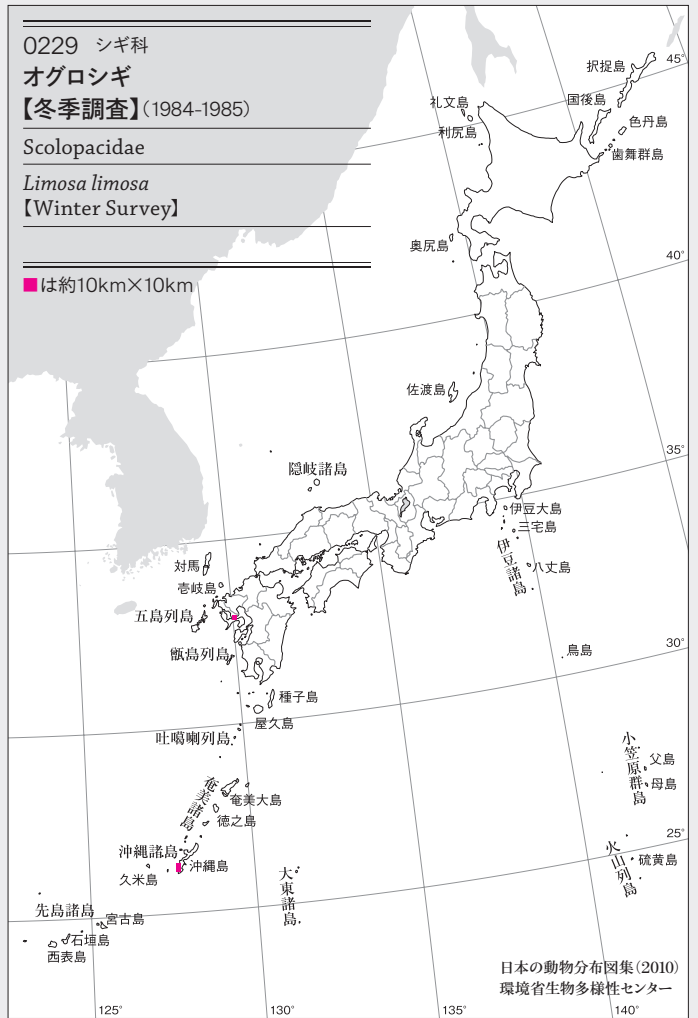 0229 シギ科
オグロシギ
【冬季調査】(1984-1985)
Scolopacidae
Limosa limosa
【Winter Survey】
■は約10km×10km
択捉島
45°
国後島
礼文島
色丹島
利尻島
歯舞群島
奥尻島
40°
佐渡島
35°
隠岐諸島
伊豆大島
三宅島
伊豆諸島
八丈島
対馬
壱岐島
五島列島
甑島列島
鳥島
30°
種子島
屋久島
吐噶喇列島
小笠原群島
父島
母島
奄美諸島
奄美大島
徳之島
25°
沖縄諸島
沖縄島
久米島
火山列島
硫黄島
大東諸島
先島諸島
宮古島
石垣島
西表島
日本の動物分布図集(2010)
環境省生物多様性センター
125°
130°
135°
140°